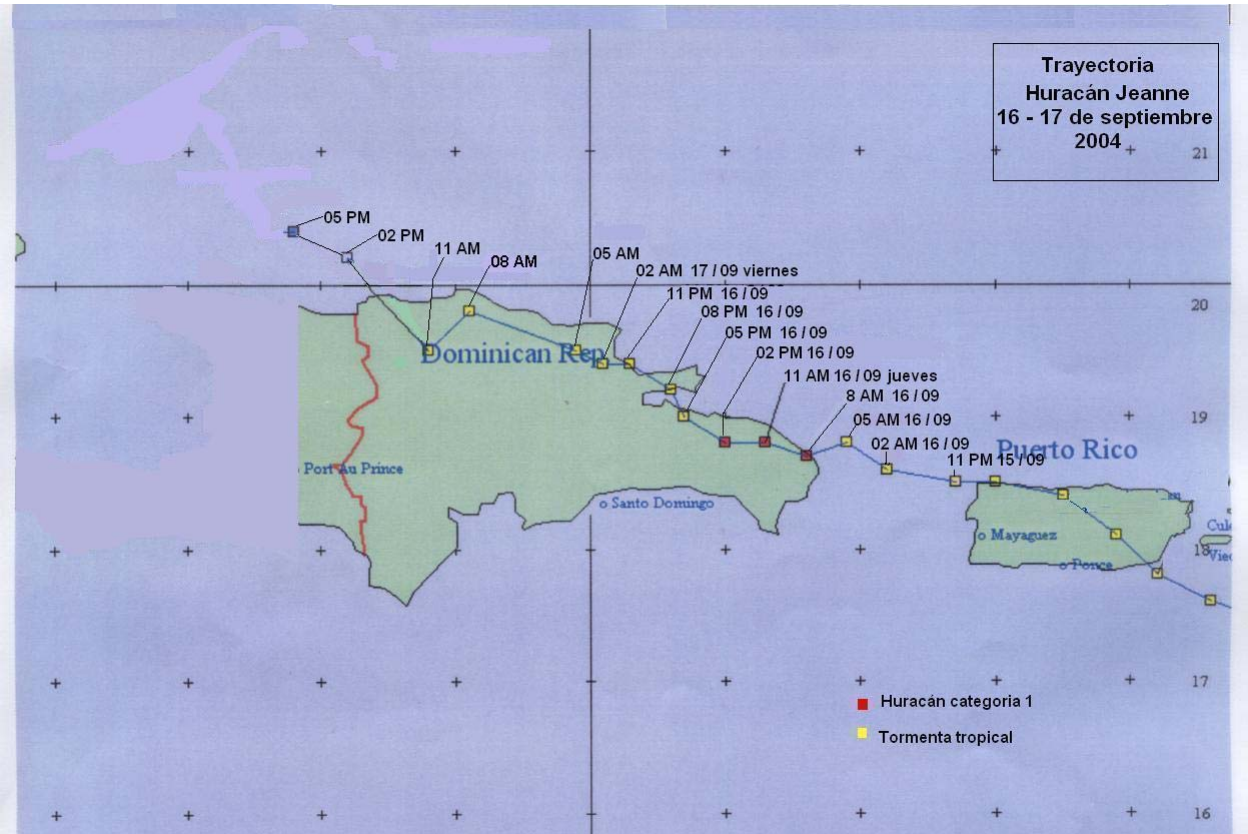 Trayectoria
Huracán Jeanne
16 - 17 de septiembre
2004
21
05 PM
02 PM
11 AM
08 AM
05 AM
02 AM 17 / 09 viernes
11 PM 16 / 09
20
08 PM 16 / 09
05 PM 16 / 09
Dominican Rep
02 PM 16 / 09
11 AM 16 / 09 jueves
8 AM 16 / 09
19
05 AM 16 / 09
02 AM 16 / 09
Puerto Rico
11 PM 15 / 09
Port Au Prince
o Santo Domingo
o Mayaguez
18
o Ponce
17
Huracán categoria 1
Tormenta tropical
16